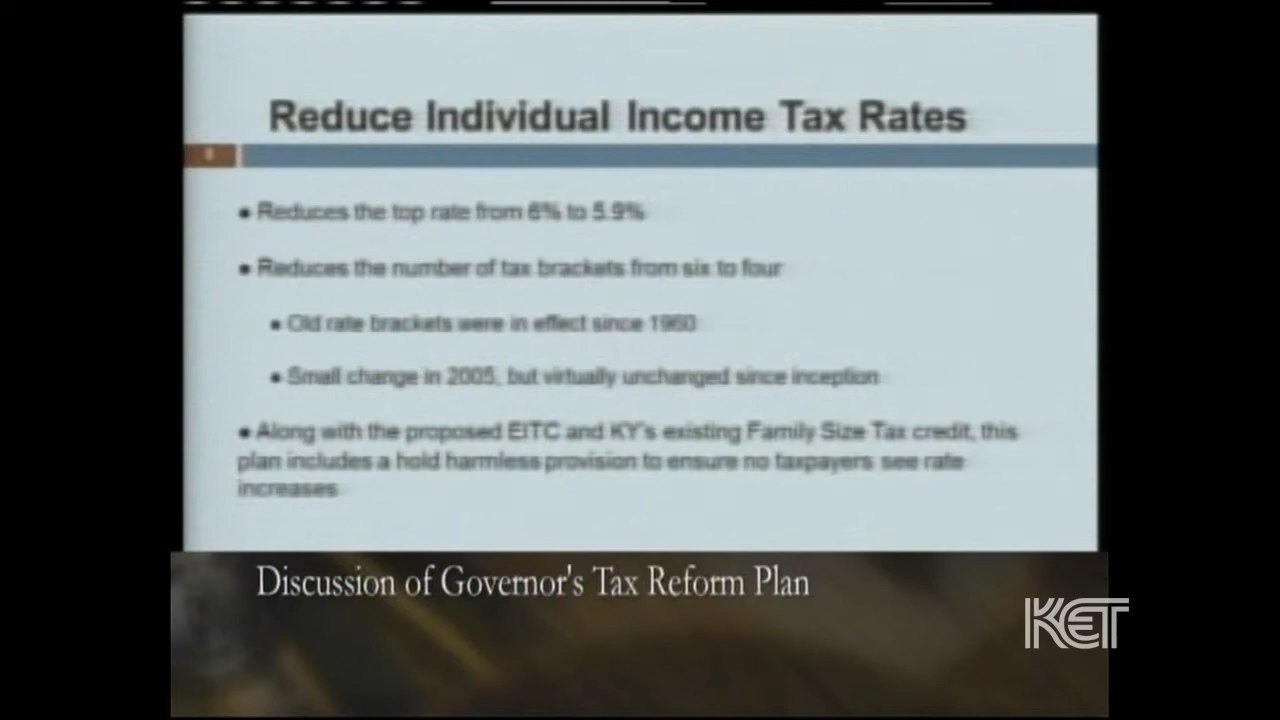 Reduce Individual Income Tax Rates
• Reduces the top rate from 6% to 5.9%
• Reduces the number of tax brackets from six to four
• Old rate brackets were in effect since 1960
• Small change in 2005, but virtually unchanged since inception
• Along with the proposed EITC and KY's existing Family Size Tax credit, this
plan includes a hold harmless provision to ensure no taxpayers see rate
increases
Discussion of Governor's Tax Reform Plan
KET